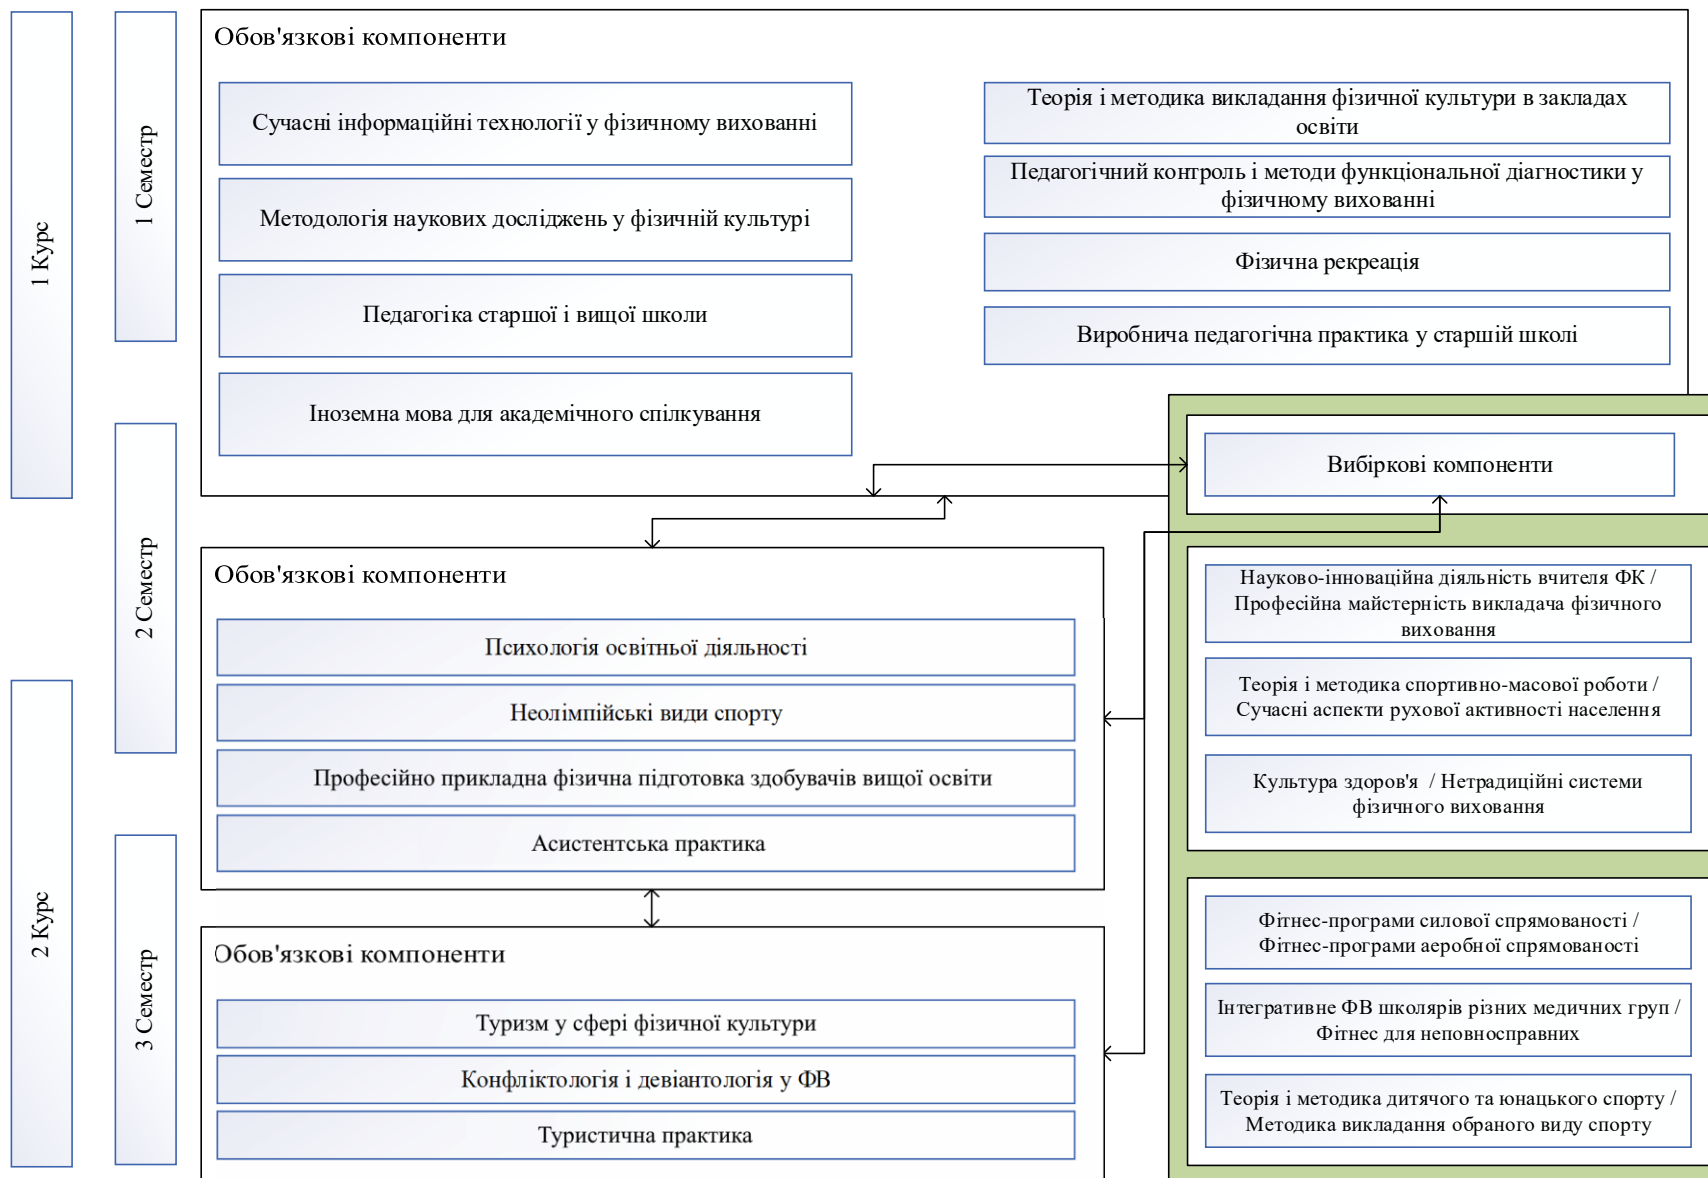 1 Курс
1 Семестр
Обов'язкові компоненти
Сучасні інформаційні технології у фізичному вихованні
Методологія наукових досліджень у фізичній культурі
Педагогіка старшої і вищої школи
Іноземна мова для академічного спілкування
Теорія і методика викладання фізичної культури в закладах
освіти
Педагогічний контроль і методи функціональної діагностики у
фізичному вихованні
Фізична рекреація
Виробнича педагогічна практика у старшій школі
Вибіркові компоненти
2 Семестр
Обов'язкові компоненти
Психологія освітньої діяльності
Неолімпійські види спорту
Професійно прикладна фізична підготовка здобувачів вищої освіти
Асистентська практика
Науково-інноваційна діяльність вчителя ФК /
Професійна майстерність викладача фізичного
виховання
Теорія і методика спортивно-масової роботи /
Сучасні аспекти рухової активності населення
Культура здоров'я / Нетрадиційні системи
фізичного виховання
2 Курс
3 Семестр
Обов'язкові компоненти
Туризм у сфері фізичної культури
Конфліктологія і девіантологія у ФВ
Туристична практика
Фітнес-програми силової спрямованості /
Фітнес-програми аеробної спрямованості
Інтегративне ФВ школярів різних медичних груп /
Фітнес для неповносправних
Теорія і методика дитячого та юнацького спорту /
Методика викладання обраного виду спорту